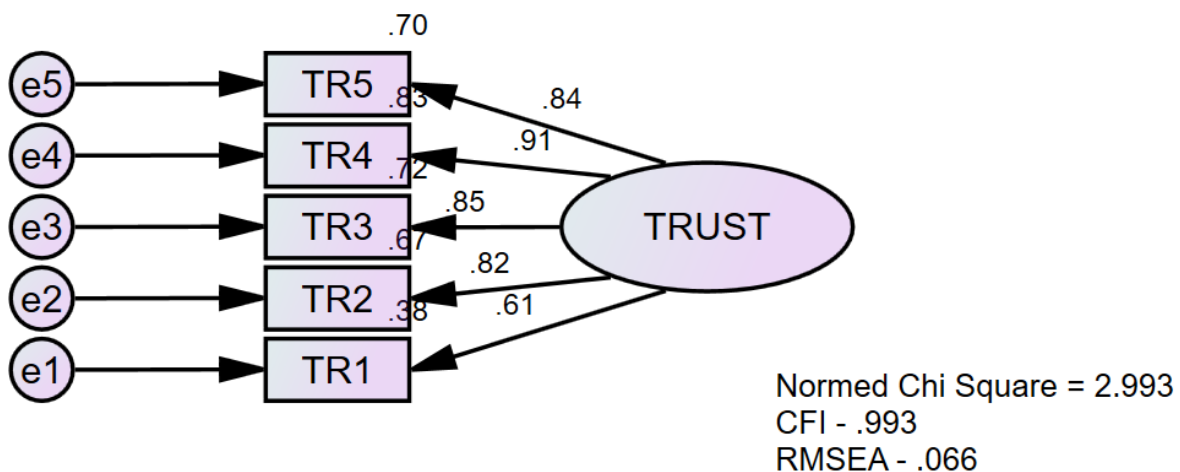 .70
e5 TR5 .84
.83
e4 TR4 .91
.72
e3 TR3 .85 TRUST
.67
e2 TR2 .82
.38 .61
e1 TR1
Normed Chi Square = 2.993
CFI - .993
RMSEA - .066